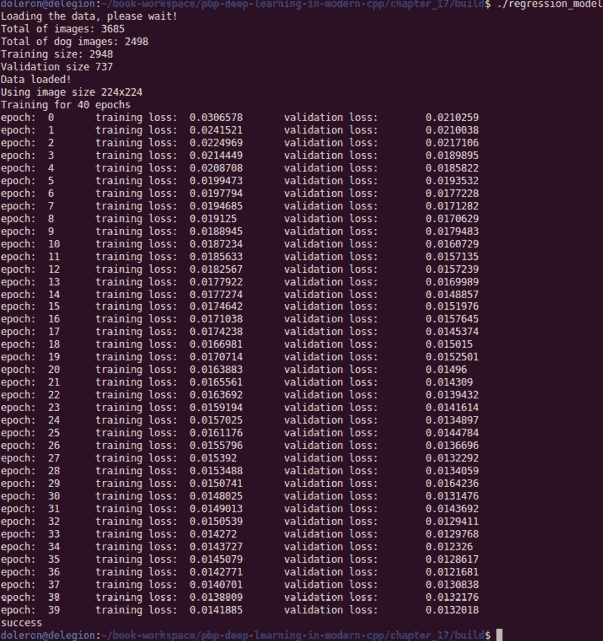 doleron@delegion:~/book-workspace/pbp-deep-learning-in-modern-cpp/chapter_17/build$ ./regression_model
Loading the data, please wait!
Total of images: 3685
Total of dog images: 2498
Training size: 2948
Validation size 737
Data loaded!
Using image size 224x224
Training for 40 epochs
epoch: 0 training loss: 0.0306578 validation loss: 0.0210259
epoch: 1 training loss: 0.0241521 validation loss: 0.0210038
epoch: 2 training loss: 0.0224969 validation loss: 0.0217106
epoch: 3 training loss: 0.0214449 validation loss: 0.0189895
epoch: 4 training loss: 0.0208708 validation loss: 0.0185822
epoch: 5 training loss: 0.0199473 validation loss: 0.0193532
epoch: 6 training loss: 0.0197794 validation loss: 0.0177228
epoch: 7 training loss: 0.0194685 validation loss: 0.0171282
epoch: 8 training loss: 0.019125 validation loss: 0.0170629
epoch: 9 training loss: 0.0188945 validation loss: 0.0179483
epoch: 10 training loss: 0.0187234 validation loss: 0.0160729
epoch: 11 training loss: 0.0185633 validation loss: 0.0157135
epoch: 12 training loss: 0.0182567 validation loss: 0.0157239
epoch: 13 training loss: 0.0177922 validation loss: 0.0169989
epoch: 14 training loss: 0.0177274 validation loss: 0.0148857
epoch: 15 training loss: 0.0174642 validation loss: 0.0151976
epoch: 16 training loss: 0.0171038 validation loss: 0.0157645
epoch: 17 training loss: 0.0174238 validation loss: 0.0145374
epoch: 18 training loss: 0.0166981 validation loss: 0.015015
epoch: 19 training loss: 0.0170714 validation loss: 0.0152501
epoch: 20 training loss: 0.0163883 validation loss: 0.01496
epoch: 21 training loss: 0.0165561 validation loss: 0.014309
epoch: 22 training loss: 0.0163692 validation loss: 0.0139432
epoch: 23 training loss: 0.0159194 validation loss: 0.0141614
epoch: 24 training loss: 0.0157025 validation loss: 0.0134897
epoch: 25 training loss: 0.0161176 validation loss: 0.0144784
epoch: 26 training loss: 0.0155796 validation loss: 0.0136696
epoch: 27 training loss: 0.015392 validation loss: 0.0132292
epoch: 28 training loss: 0.0153488 validation loss: 0.0134059
epoch: 29 training loss: 0.0150741 validation loss: 0.0164236
epoch: 30 training loss: 0.0148025 validation loss: 0.0131476
epoch: 31 training loss: 0.0149013 validation loss: 0.0143692
epoch: 32 training loss: 0.0150539 validation loss: 0.0129411
epoch: 33 training loss: 0.014272 validation loss: 0.0129768
epoch: 34 training loss: 0.0143727 validation loss: 0.012326
epoch: 35 training loss: 0.0145079 validation loss: 0.0128617
epoch: 36 training loss: 0.0142771 validation loss: 0.0121681
epoch: 37 training loss: 0.0140701 validation loss: 0.0130838
epoch: 38 training loss: 0.0138809 validation loss: 0.0132176
epoch: 39 training loss: 0.0141885 validation loss: 0.0132018
success
doleron@delegion:~/book-workspace/pbp-deep-learning-in-modern-cpp/chapter_17/build$